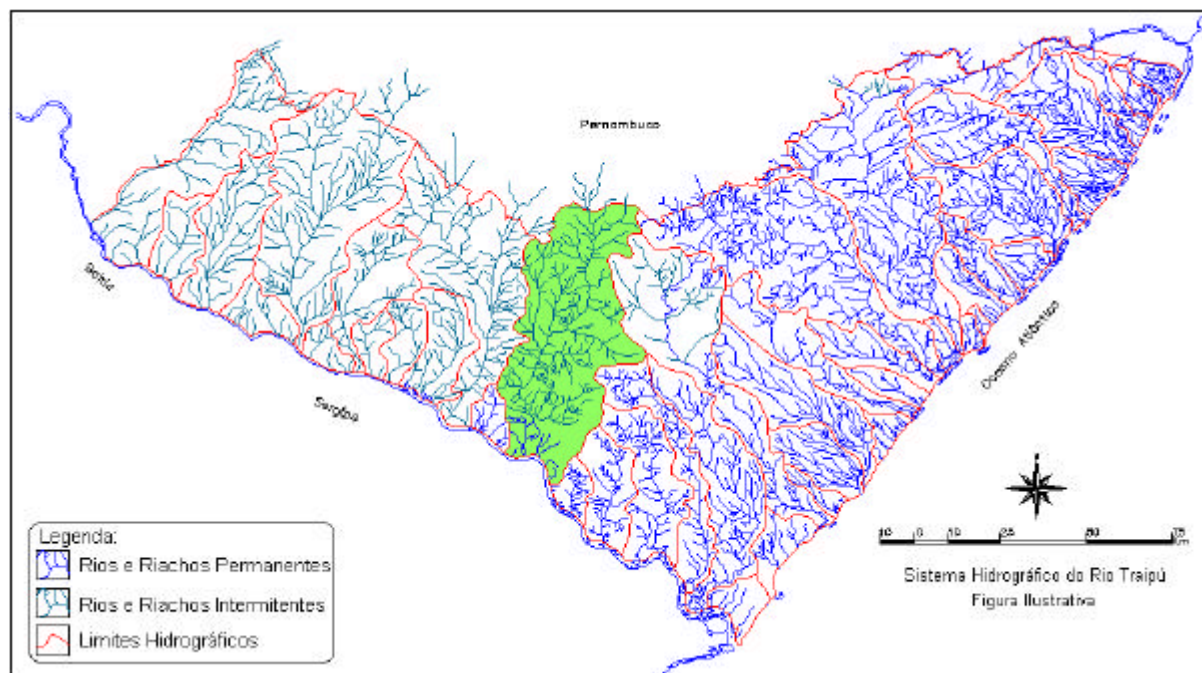 Pernambuco
Bahia
Sergipe
Oceano Atlântico
Legenda:
Rios e Riachos Permanentes
Rios e Riachos Intermitentes
Limites Hidrográficos
10 0 10 25 50 75
Km
Sistema Hidrográfico do Rio Traipú
Figura Ilustrativa